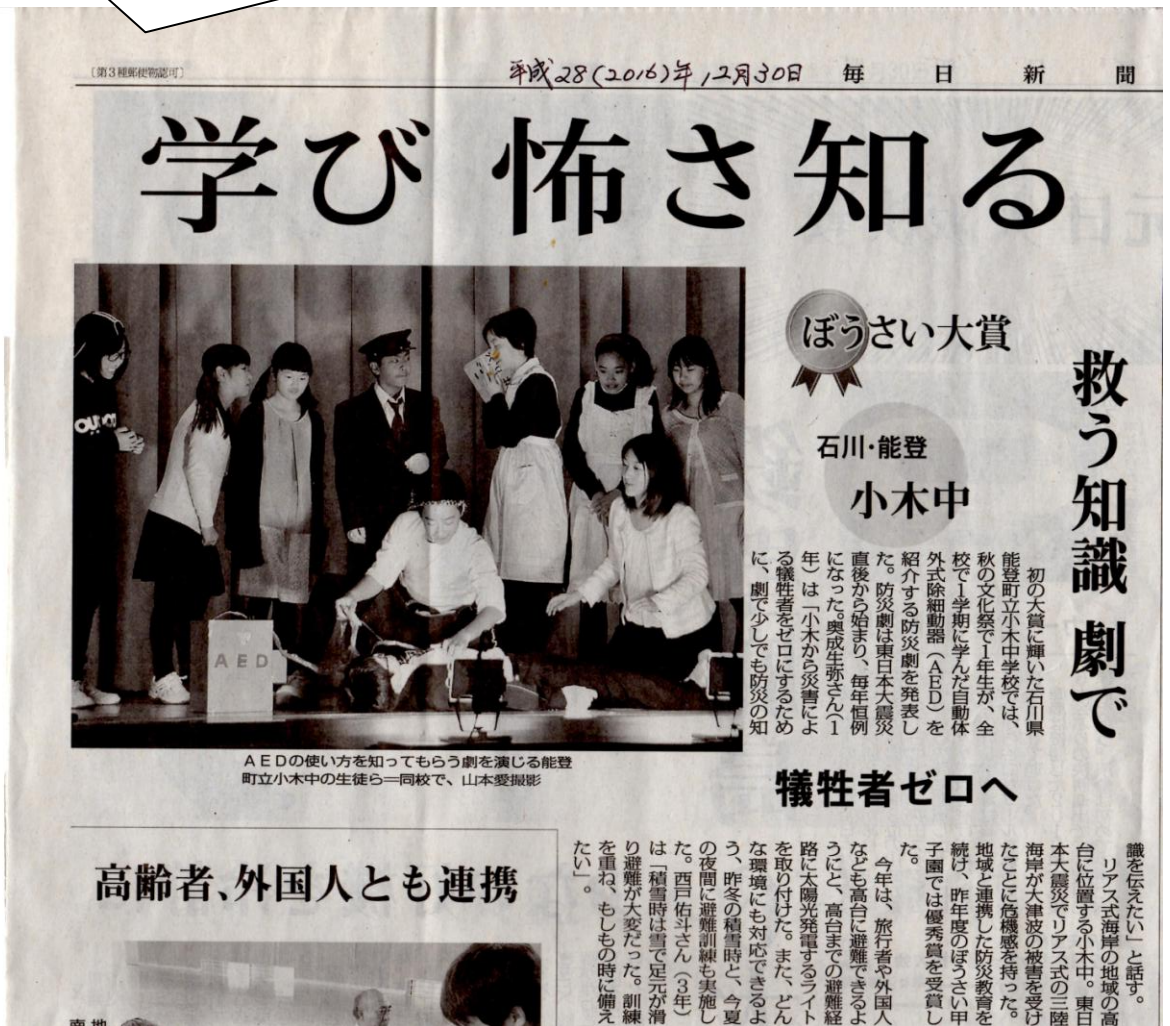 〔第3種郵便物認可〕
平成28(2016)年12月30日 毎日新聞
学び 怖さ知る
ぼうさい大賞
救う知識 劇で
石川・能登
小木中
初の大賞に輝いた石川県
能登町立小木中学校では、
秋の文化祭で1年生が、全
校で1学期に学んだ自動体
外式除細動器（AED）を
紹介する防災劇を発表し
た。防災劇は東日本大震災
直後から始まり、毎年恒例
になった。奥成生弥さん（1
年）は「小木から災害によ
る犠牲者をゼロにするため
に、劇で少しでも防災の知
OUTDO
AED
AEDの使い方を知ってもらう劇を演じる能登
町立小木中の生徒ら＝同校で、山本愛撮影
犠牲者ゼロへ
識を伝えたい」と話す。
リアス式海岸の地域の高
台に位置する小木中。東日
本大震災でリアス式の三陸
海岸が大津波の被害を受け
たことに危機感を持った。
地域と連携した防災教育を
続け、昨年度のぼうさい甲
子園では優秀賞を受賞し
た。
今年は、旅行者や外国人
なども高台に避難できるよ
うにと、高台までの避難経
路に太陽光発電するライト
を取り付けた。また、どん
な環境にも対応できるよ
う、昨冬の積雪時と、今夏
の夜間に避難訓練も実施し
た。西戸佑斗さん（3年）
は「積雪時は雪で足元が滑
り避難が大変だった。訓練
を重ね、もしもの時に備え
たい」。
高齢者、外国人とも連携
地
南